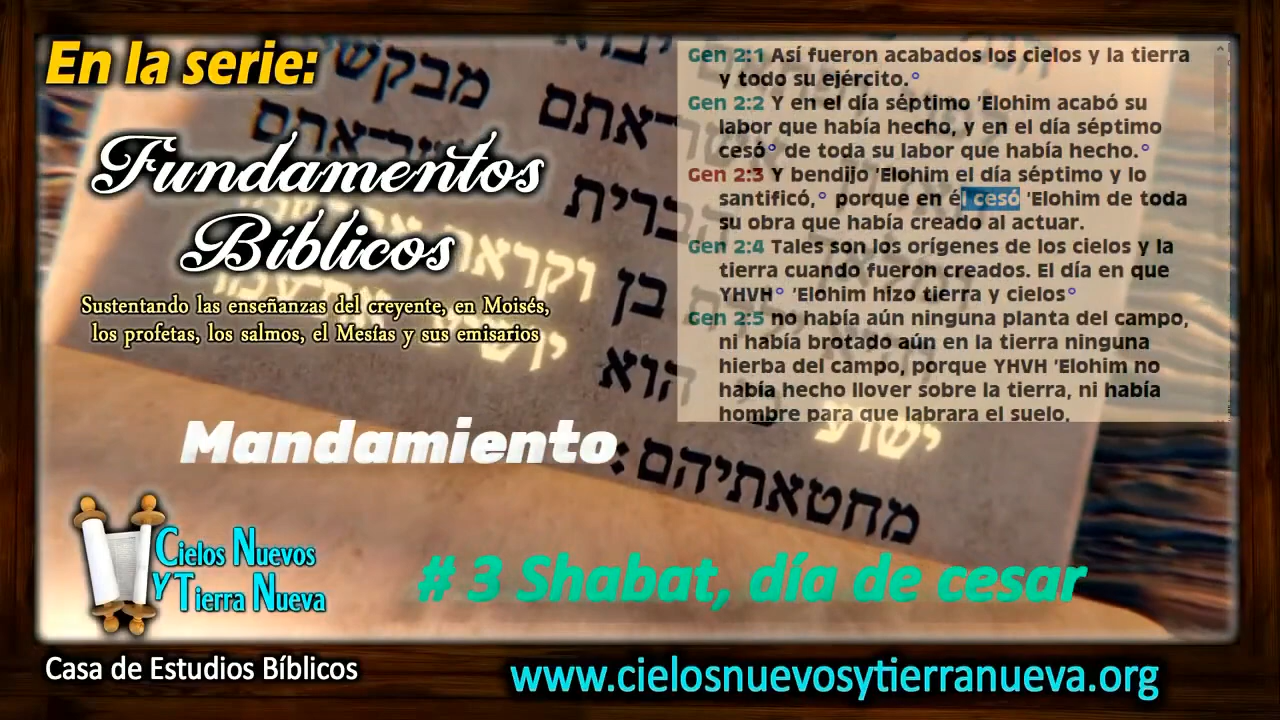 En la serie:
Fundamentos
Bíblicos
Sustentando las enseñanzas del creyente, en Moisés,
los profetas, los salmos, el Mesías y sus emisarios
Mandamiento
# 3 Shabat, día de cesar
Gen 2:1 Así fueron acabados los cielos y la tierra
y todo su ejército.°
Gen 2:2 Y en el día séptimo 'Elohim acabó su
labor que había hecho, y en el día séptimo
cesó° de toda su labor que había hecho.°
Gen 2:3 Y bendijo 'Elohim el día séptimo y lo
santificó,° porque en él cesó 'Elohim de toda
su obra que había creado al actuar.
Gen 2:4 Tales son los orígenes de los cielos y la
tierra cuando fueron creados. El día en que
YHVH° 'Elohim hizo tierra y cielos°
Gen 2:5 no había aún ninguna planta del campo,
ni había brotado aún en la tierra ninguna
hierba del campo, porque YHVH 'Elohim no
había hecho llover sobre la tierra, ni había
hombre para que labrara el suelo,
מבקש
אתם
הברית
וקראת
בן
הוא
ישוע
מחטאתיהם:
Cielos Nuevos
Y Tierra Nueva
Casa de Estudios Bíblicos
www.cielosnuevosytierranueva.org